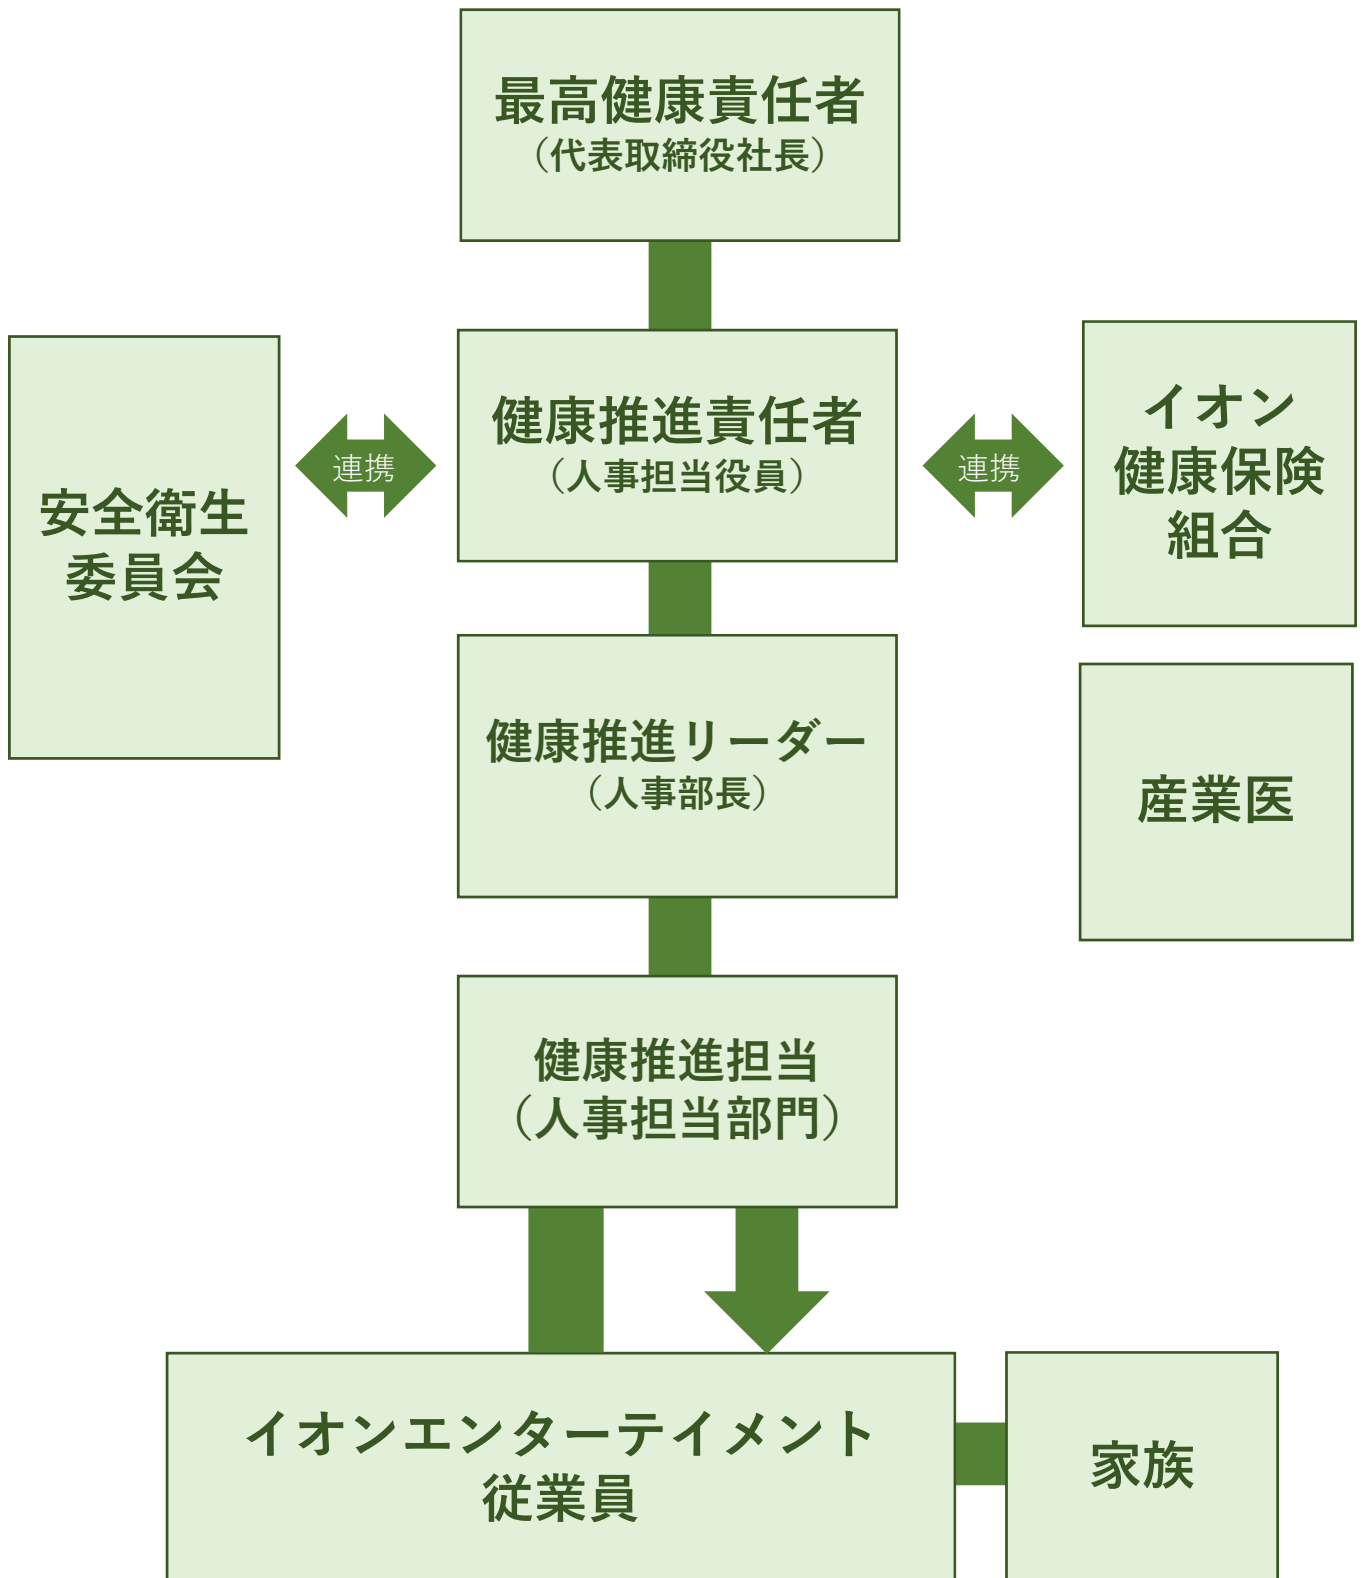 最高健康責任者
（代表取締役社長）
健康推進責任者
（人事担当役員）
安全衛生
委員会
連携
連携
イオン
健康保険
組合
健康推進リーダー
（人事部長）
産業医
健康推進担当
（人事担当部門）
イオンエンターテイメント
従業員
家族